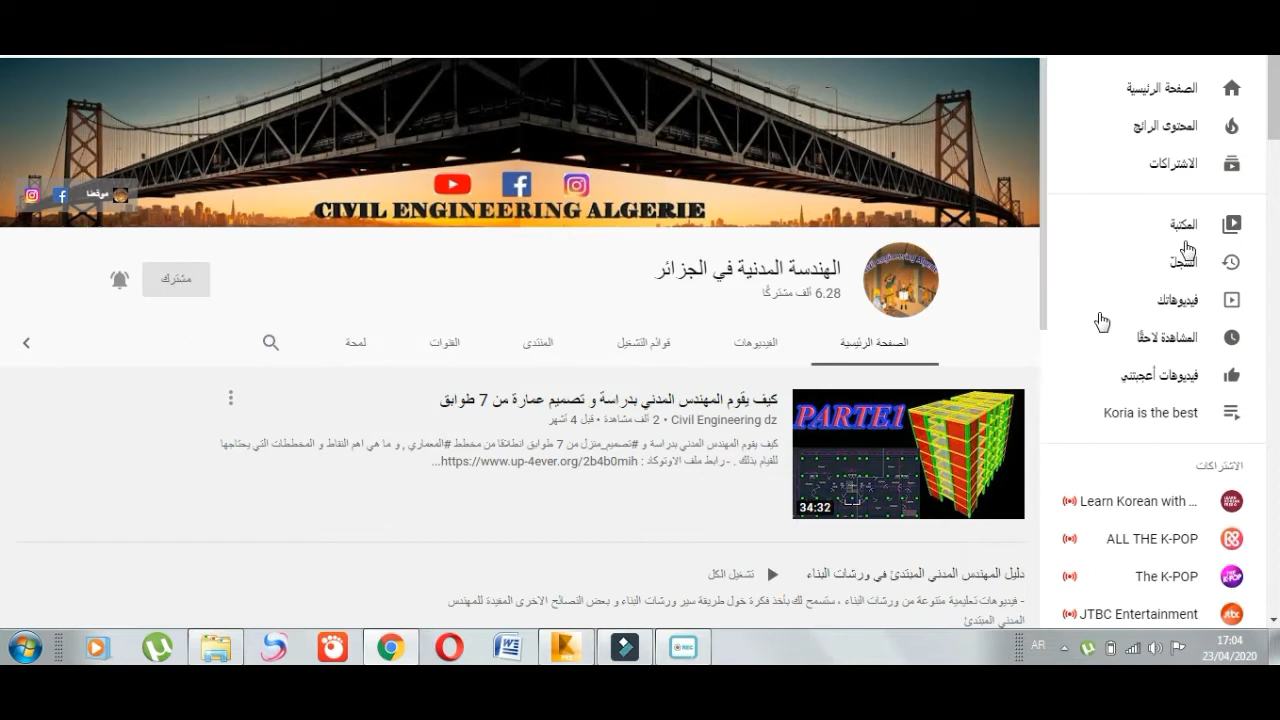 الصفحة الرئيسية
المحتوى الرائج
الاشتراكات
المكتبة
السّجلّ
فيديوهاتك
المشاهدة لاحقًا
فيديوهات أعجبتني
Koria is the best
الاشتراكات
Learn Korean with ...
ALL THE K-POP
The K-POP
JTBC Entertainment
موقعنا
CIVIL ENGINEERING ALGERIE
الهندسة المدنية في الجزائر
6.28 ألف مشتركًا
مشترك
الصفحة الرئيسية
الفيديوهات
قوائم التشغيل
المنتدى
القنوات
لمحة
PARTE1
34:32
كيف يقوم المهندس المدني بدراسة و تصميم عمارة من 7 طوابق
Civil Engineering dz • 2 ألف مشاهدة • قبل 4 أشهر
كيف يقوم المهندس المدني بدراسة و #تصميم_منزل من 7 طوابق انطلاقا من مخطط #المعماري , و ما هي اهم النقاط و المخططات التي يحتاجها
للقيام بذلك . -رابط ملف الاوتوكاد : https://www.up-4ever.org/2b4b0mih...
دليل المهندس المدني المبتدئ في ورشات البناء
تشغيل الكل
- فيديوهات تعليمية متنوعة من ورشات البناء ، ستسمح لك بأخذ فكرة حول طريقة سير ورشات البناء و بعض النصائح الاخرى المفيدة للمهندس
المدني المبتدئ
AR
17:04
23/04/2020